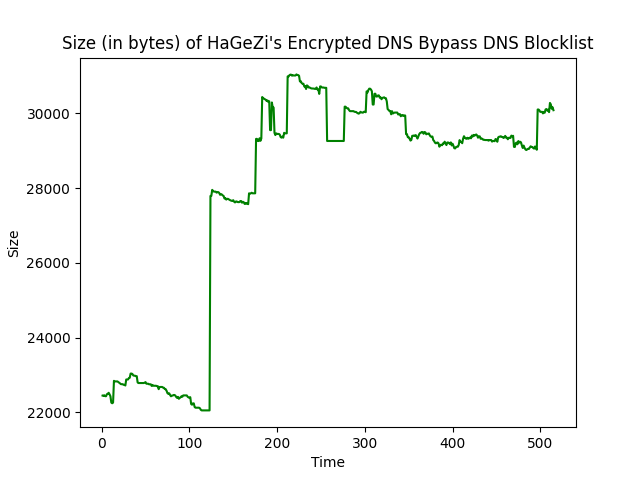 Size (in bytes) of HaGeZi's Encrypted DNS Bypass DNS Blocklist
30000
28000
26000
24000
22000
Size
0 100 200 300 400 500
Time